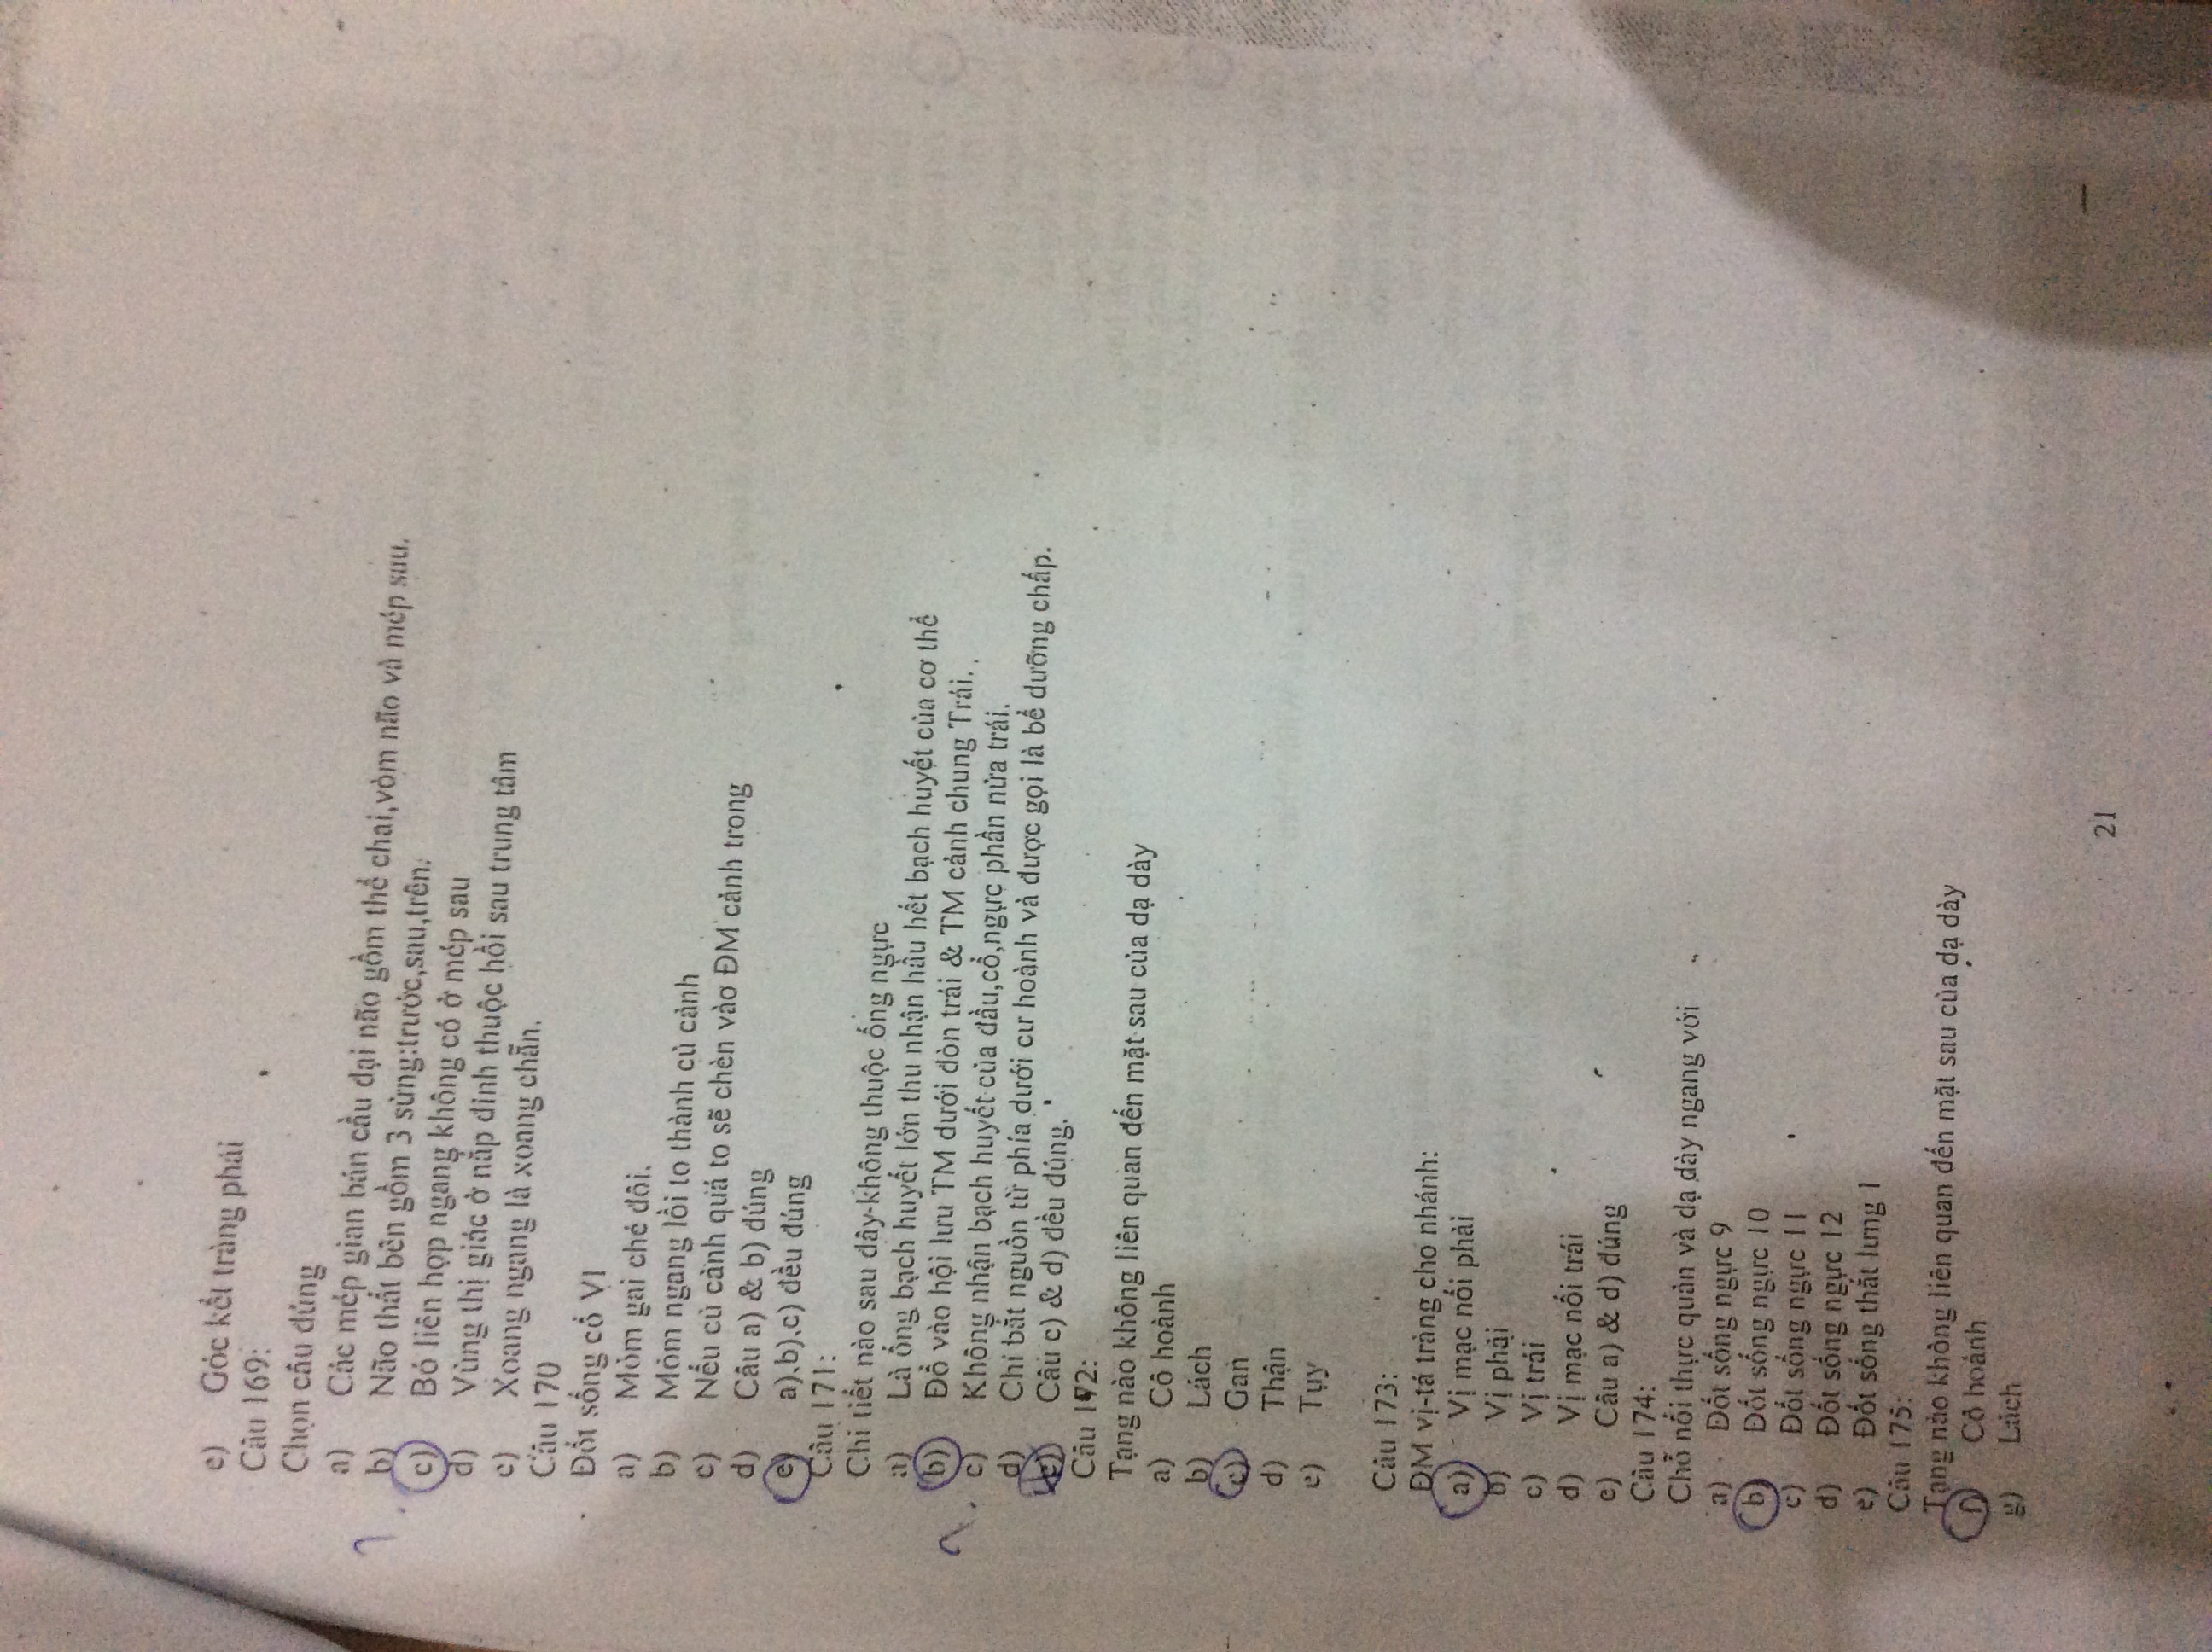 e) Góc kết tràng phải
Câu 169:
Chọn câu đúng
a) Các mép gian bán cầu đại não gồm thể chai,vòm não và mép sau.
b) Não thất bên gồm 3 sừng:trước,sau,trên.
c) Bó liên hợp ngang không có ở mép sau
d) Vùng thị giác ở nắp đỉnh thuộc hồi sau trung tâm
e) Xoang ngang là xoang chẵn.
Câu 170
Đốt sống cổ VI
a) Mỏm gai chẻ đôi.
b) Mỏm ngang lồi to thành củ cảnh
c) Nếu củ cảnh quá to sẽ chèn vào ĐM cảnh trong
d) Câu a) & b) đúng
e) a),b),c) đều đúng
Câu 171:
Chi tiết nào sau đây-không thuộc ống ngực
a) Là ống bạch huyết lớn thu nhận hầu hết bạch huyết của cơ thể
b) Đổ vào hội lưu TM dưới đòn trái & TM cảnh chung Trái.
c) Không nhận bạch huyết của đầu,cổ,ngực phần nửa trái.
d) Chỉ bắt nguồn từ phía dưới cơ hoành và được gọi là bể dưỡng chấp.
e) Câu c) & d) đều đúng.
Câu 172:
Tạng nào không liên quan đến mặt sau của dạ dày
a) Cô hoành
b) Lách
c) Gan
d) Thận
e) Tụy
Câu 173:
ĐM vị-tá tràng cho nhánh:
a) Vị mạc nối phải
b) Vị phải
c) Vị trái
d) Vị mạc nối trái
e) Câu a) & d) đúng
Câu 174:
Chỗ nối thực quản và dạ dày ngang với
a) Đốt sống ngực 9
b) Đốt sống ngực 10
c) Đốt sống ngực 11
d) Đốt sống ngực 12
e) Đốt sống thắt lưng 1
Câu 175:
Tạng nào không liên quan đến mặt sau của dạ dày
f) Cô hoành
g) Lách
21